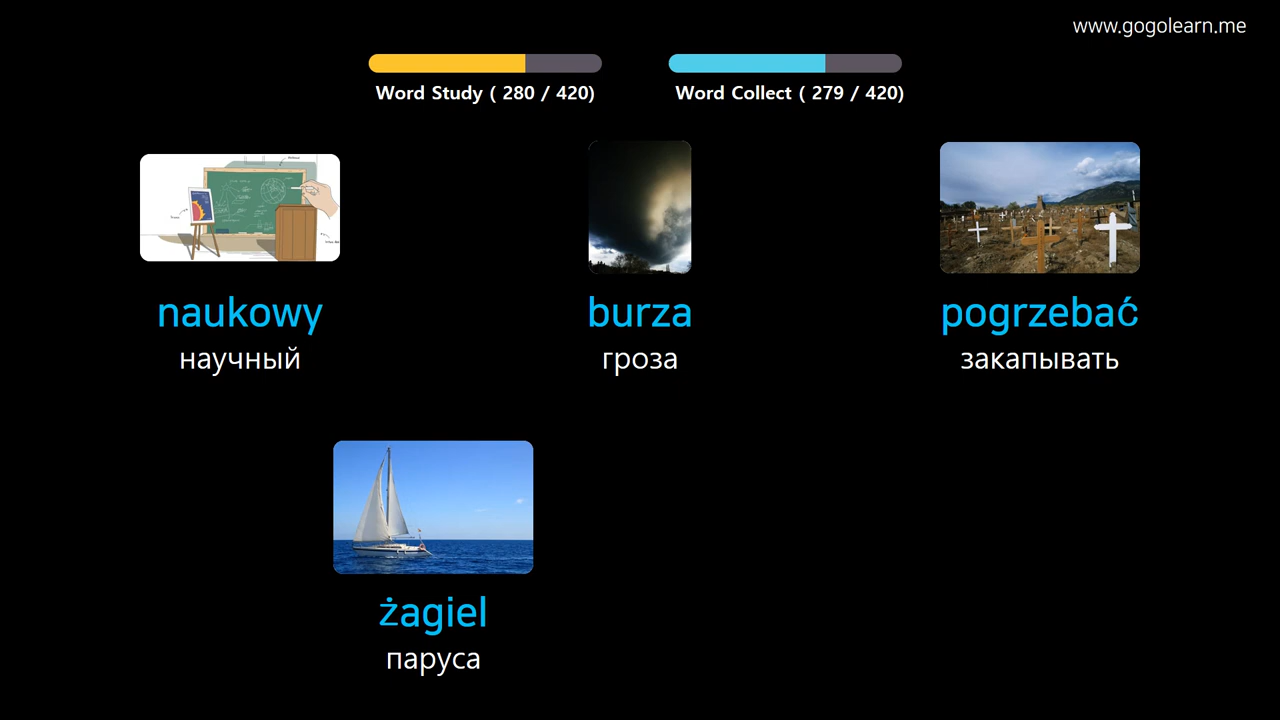 www.gogolearn.me
Word Study ( 280 / 420)
Word Collect ( 279 / 420)
naukowy
burza
pogrzebać
научный
гроза
закапывать
żagiel
паруса